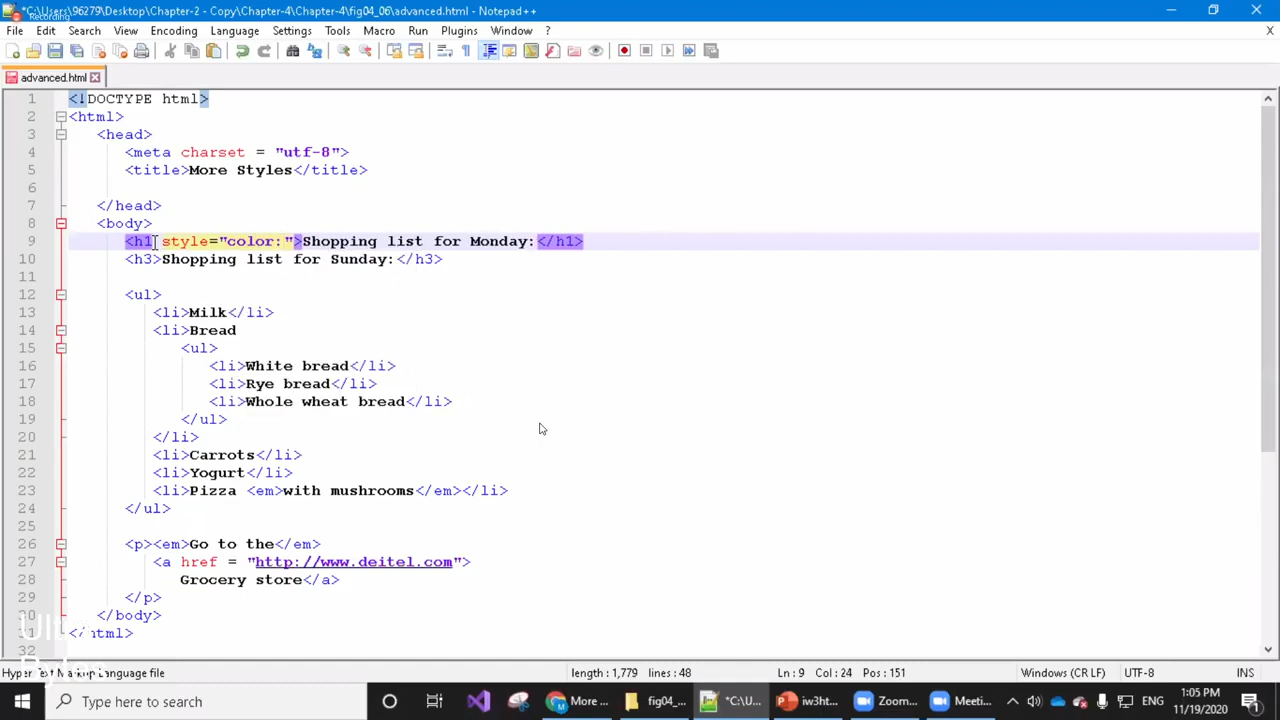 *C:\Users\96279\Desktop\Chapter-2 - Copy\Chapter-4\Chapter-4\fig04_06\advanced.html - Notepad++
Recording
File Edit Search View Encoding Language Settings Tools Macro Run Plugins Window ? X
advanced.html
1 <!DOCTYPE html>
2 <html>
3 <head>
4 <meta charset = "utf-8">
5 <title>More Styles</title>
6
7 </head>
8 <body>
9 <h1 style="color:">Shopping list for Monday:</h1>
10 <h3>Shopping list for Sunday:</h3>
11
12 <ul>
13 <li>Milk</li>
14 <li>Bread
15 <ul>
16 <li>White bread</li>
17 <li>Rye bread</li>
18 <li>Whole wheat bread</li>
19 </ul>
20 </li>
21 <li>Carrots</li>
22 <li>Yogurt</li>
23 <li>Pizza <em>with mushrooms</em></li>
24 </ul>
25
26 <p><em>Go to the</em>
27 <a href = "http://www.deitel.com">
28 Grocery store</a>
29 </p>
30 </body>
31 </html>
32
Hyper Text Markup Language file length : 1,779 lines : 48 Ln : 9 Col : 24 Pos : 151 Windows (CR LF) UTF-8 INS
Type here to search More ... fig04_... *C:\U... iw3ht... Zoom... Meeti... ENG 1:05 PM
11/19/2020